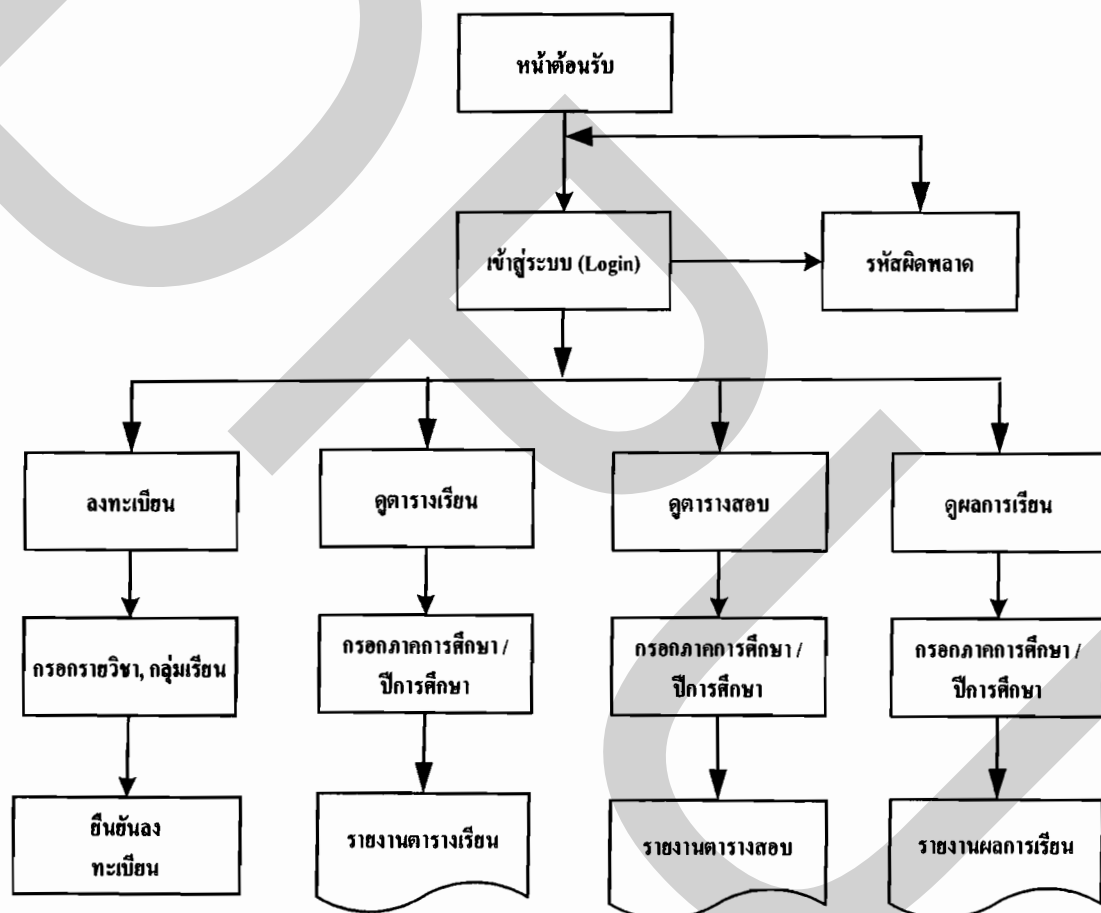 หน้าต้อนรับ
เข้าสู่ระบบ (Login)
รหัสผิดพลาด
ลงทะเบียน
ดูตารางเรียน
ดูตารางสอบ
ดูผลการเรียน
กรอกรายวิชา, กลุ่มเรียน
กรอกภาคการศึกษา /
ปีการศึกษา
กรอกภาคการศึกษา /
ปีการศึกษา
กรอกภาคการศึกษา /
ปีการศึกษา
ยืนยันลง
ทะเบียน
รายงานตารางเรียน
รายงานตารางสอบ
รายงานผลการเรียน